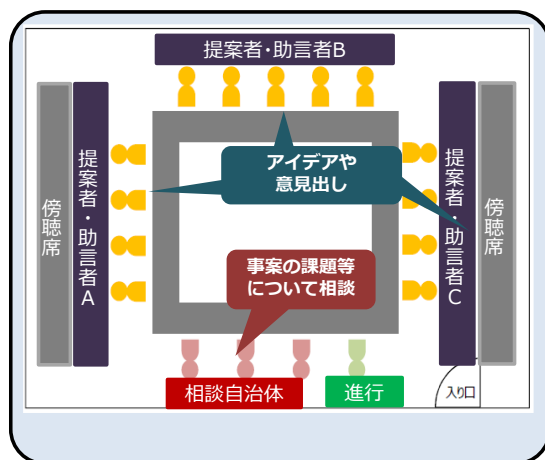 提案者・助言者B
アイデアや
意見出し
傍聴席
提案者・助言者A
提案者・助言者C
傍聴席
事案の課題等
について相談
相談自治体
進行
入り口